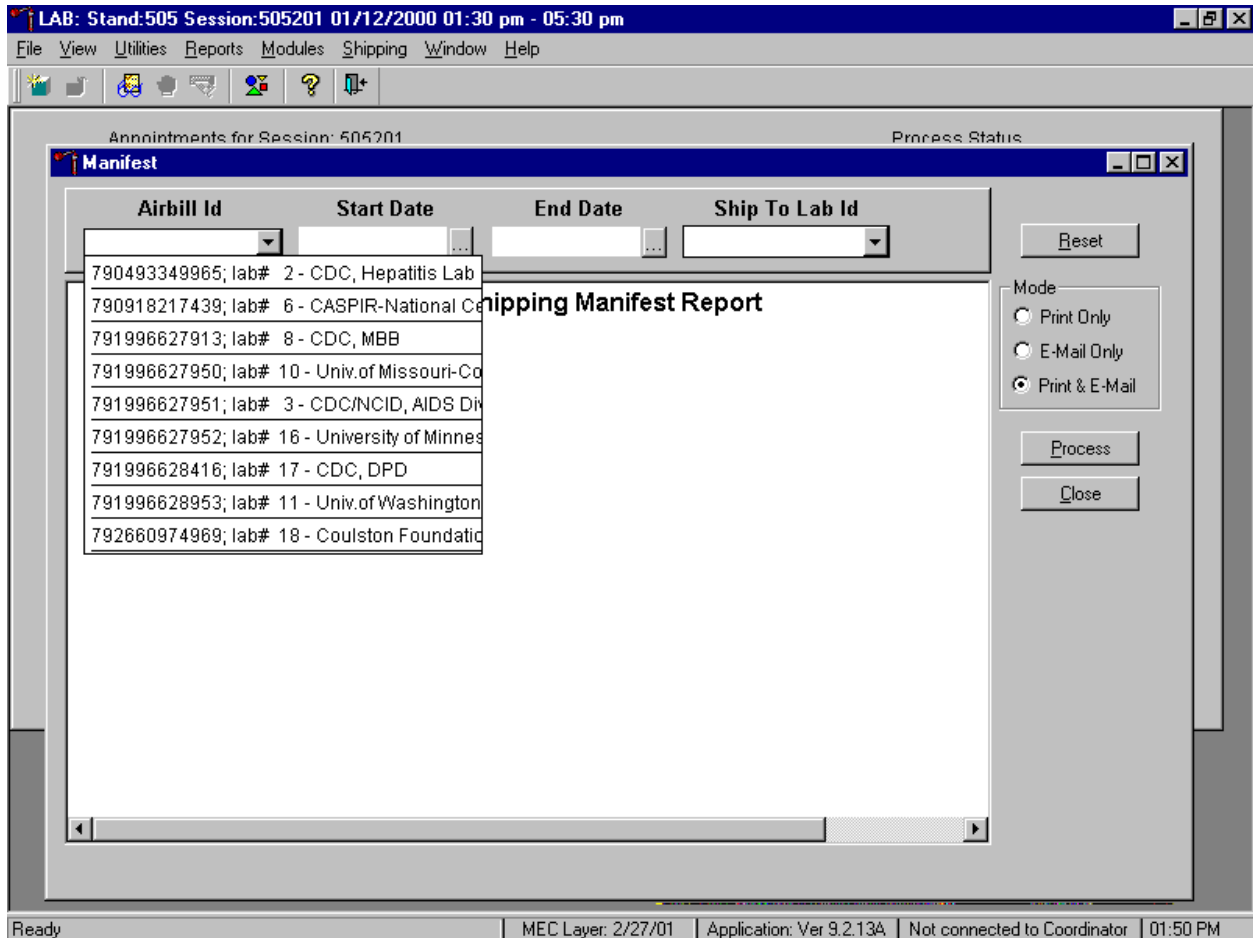 LAB: Stand:505 Session:505201 01/12/2000 01:30 pm - 05:30 pm
File View Utilities Reports Modules Shipping Window Help
Appointments for Session: 505201 Process Status
Manifest
Airbill Id Start Date End Date Ship To Lab Id
... ...
Reset
790493349965; lab# 2 - CDC, Hepatitis Lab
790918217439; lab# 6 - CASPIR-National Ce
hipping Manifest Report
791996627913; lab# 8 - CDC, MBB
791996627950; lab# 10 - Univ.of Missouri-Co
791996627951; lab# 3 - CDC/NCID, AIDS Div
791996627952; lab# 16 - University of Minnes
791996628416; lab# 17 - CDC, DPD
791996628953; lab# 11 - Univ.of Washington
792660974969; lab# 18 - Coulston Foundatio
Mode
Print Only
E-Mail Only
Print & E-Mail
Process
Close
Ready MEC Layer: 2/27/01 Application: Ver 9.2.13A Not connected to Coordinator 01:50 PM